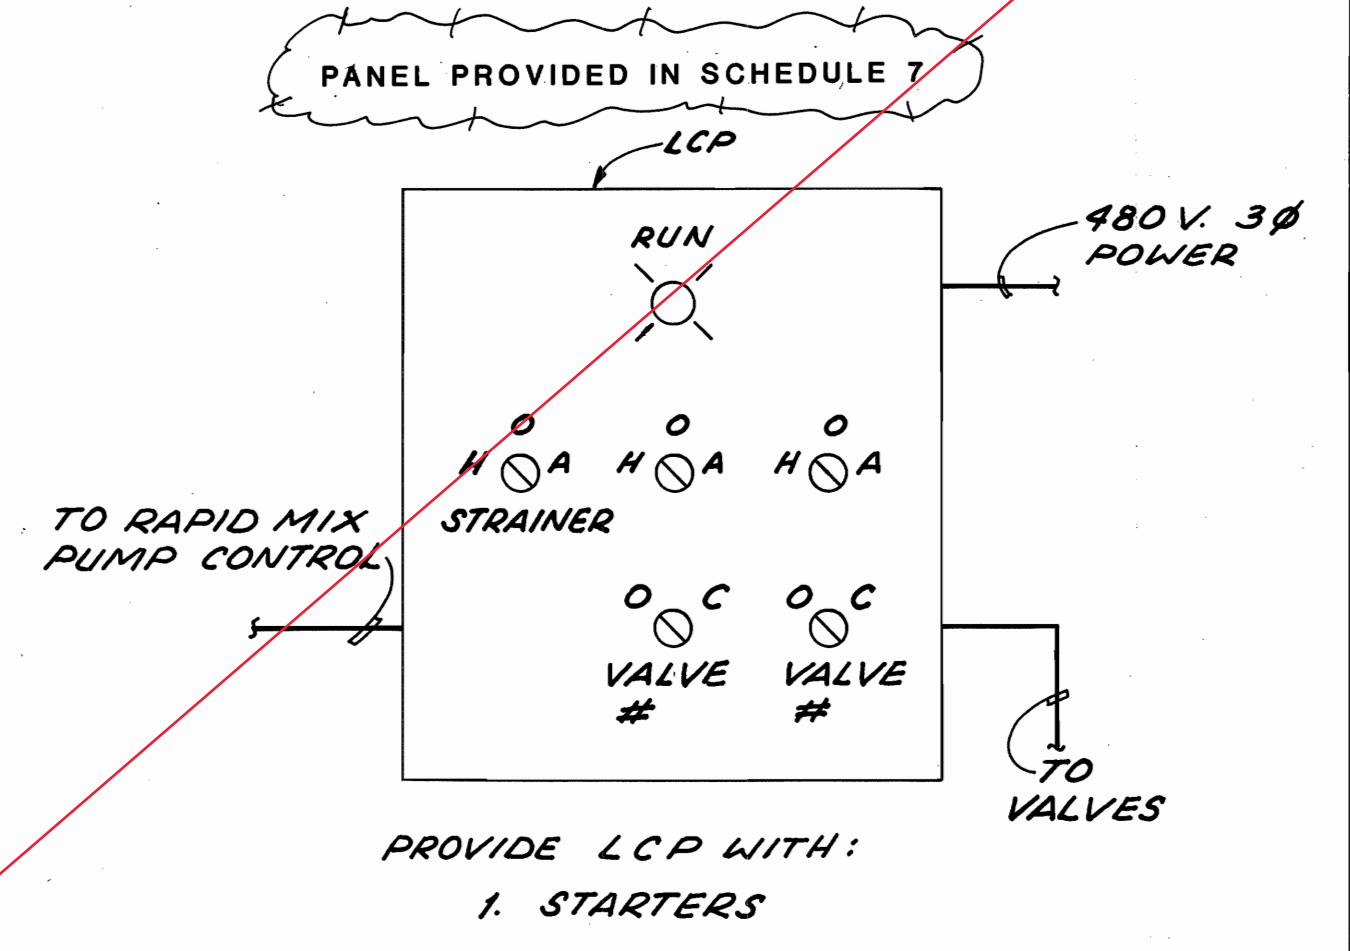 PANEL PROVIDED IN SCHEDULE 7
LCP
480 V. 3Ø
POWER
RUN
O O O
H A H A H A
STRAINER
TO RAPID MIX
PUMP CONTROL
O C O C
VALVE VALVE
# #
TO
VALVES
PROVIDE LCP WITH:
1. STARTERS